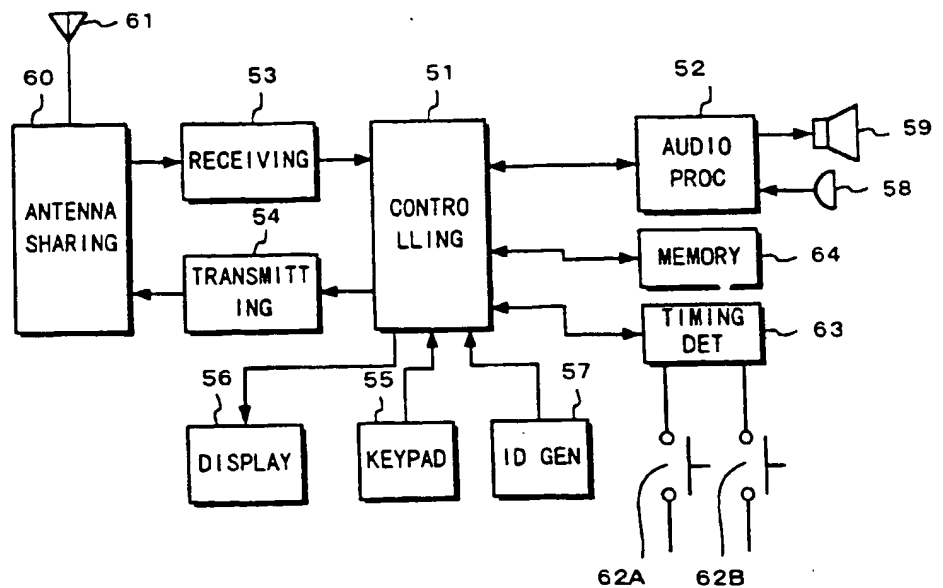 61
60
53
51
52
RECEIVING
ANTENNA
SHARING
CONTRO
LLING
AUDIO
PROC
59
58
54
TRANSMITT
ING
MEMORY
64
TIMING
DET
63
56
55
57
DISPLAY
KEYPAD
ID GEN
62A
62B